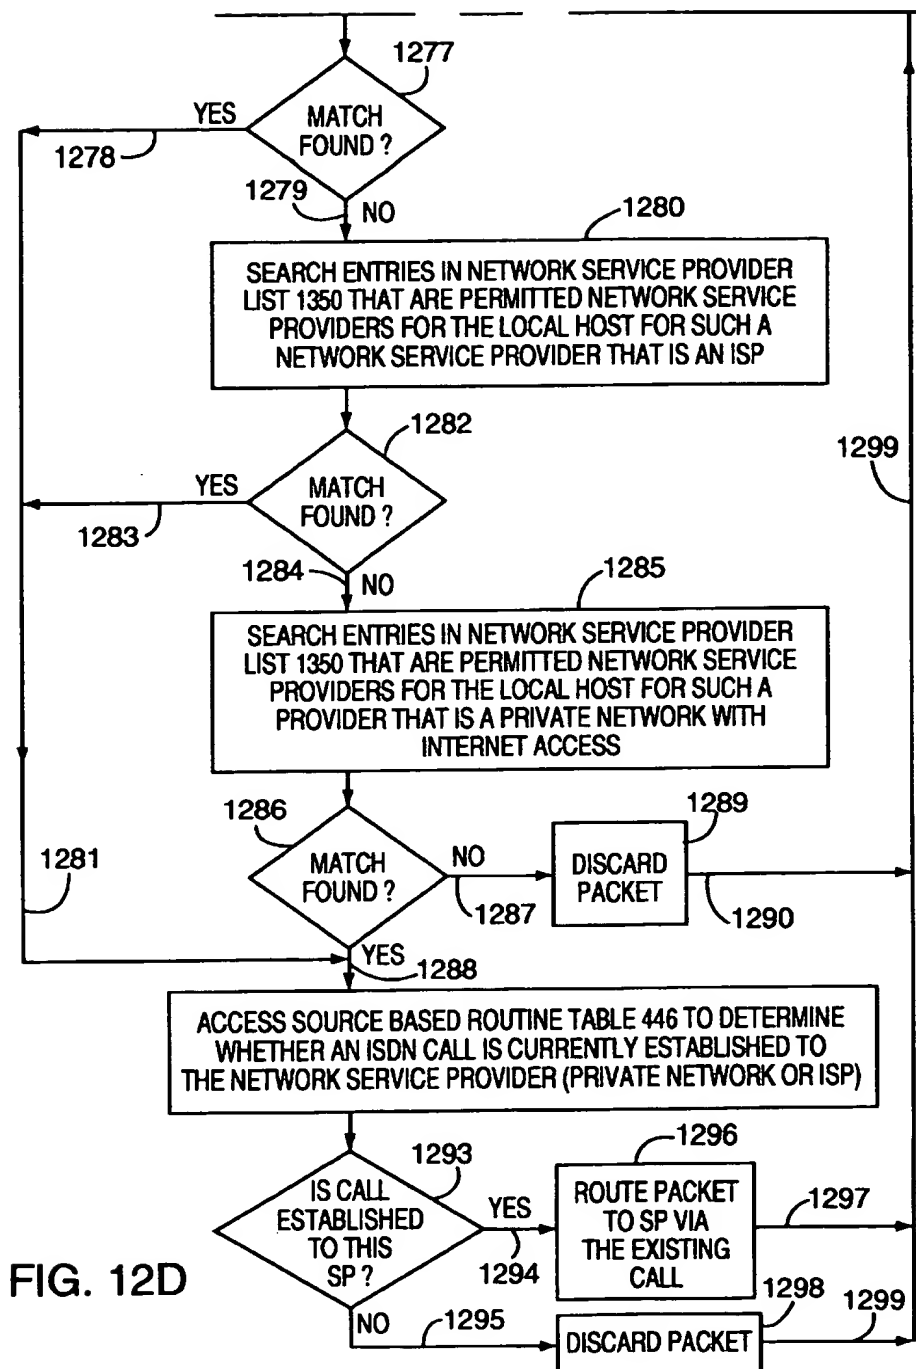 1277
YES
MATCH
FOUND ?
1278
1279
NO
1280
SEARCH ENTRIES IN NETWORK SERVICE PROVIDER
LIST 1350 THAT ARE PERMITTED NETWORK SERVICE
PROVIDERS FOR THE LOCAL HOST FOR SUCH A
NETWORK SERVICE PROVIDER THAT IS AN ISP
1282
YES
MATCH
FOUND ?
1299
1283
1284
NO
1285
SEARCH ENTRIES IN NETWORK SERVICE PROVIDER
LIST 1350 THAT ARE PERMITTED NETWORK SERVICE
PROVIDERS FOR THE LOCAL HOST FOR SUCH A
PROVIDER THAT IS A PRIVATE NETWORK WITH
INTERNET ACCESS
1286
1289
1281
MATCH
FOUND ?
NO
1287
DISCARD
PACKET
1290
YES
1288
ACCESS SOURCE BASED ROUTINE TABLE 446 TO DETERMINE
WHETHER AN ISDN CALL IS CURRENTLY ESTABLISHED TO
THE NETWORK SERVICE PROVIDER (PRIVATE NETWORK OR ISP)
1293
1296
IS CALL
ESTABLISHED
TO THIS
SP ?
YES
1294
ROUTE PACKET
TO SP VIA
THE EXISTING
CALL
1297
FIG. 12D
NO
1295
1298
1299
DISCARD PACKET